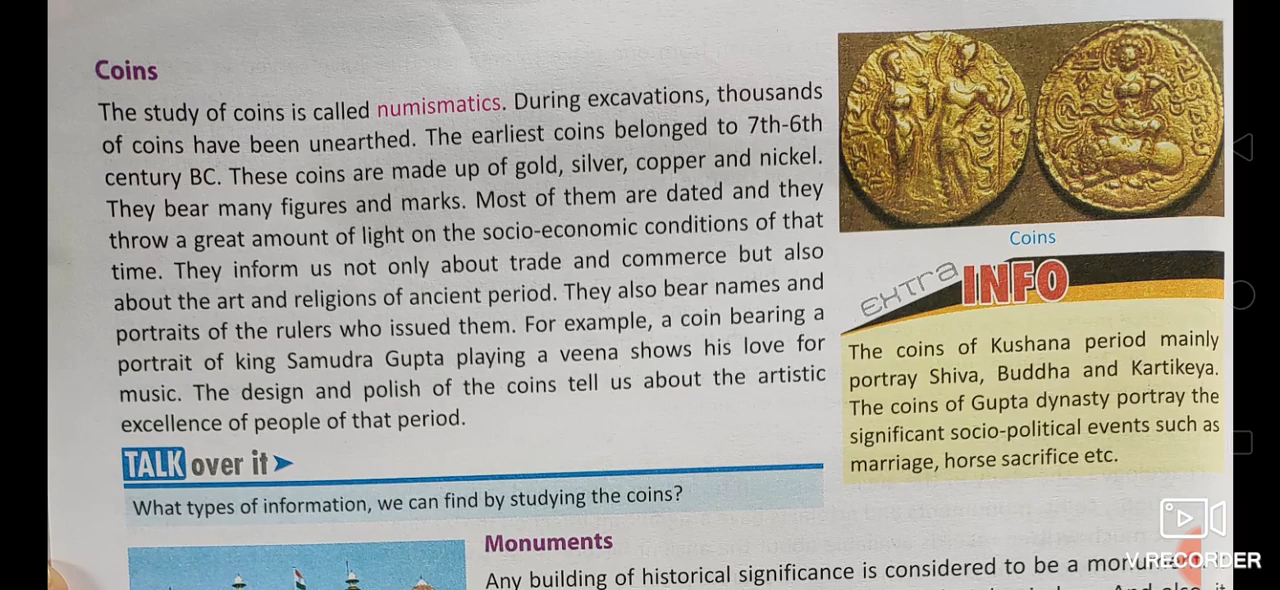 Coins
The study of coins is called numismatics. During excavations, thousands
of coins have been unearthed. The earliest coins belonged to 7th-6th
century BC. These coins are made up of gold, silver, copper and nickel.
They bear many figures and marks. Most of them are dated and they
throw a great amount of light on the socio-economic conditions of that
time. They inform us not only about trade and commerce but also
about the art and religions of ancient period. They also bear names and
portraits of the rulers who issued them. For example, a coin bearing a
portrait of king Samudra Gupta playing a veena shows his love for
music. The design and polish of the coins tell us about the artistic
excellence of people of that period.
TALK over it
What types of information, we can find by studying the coins?
Coins
Extra INFO
The coins of Kushana period mainly
portray Shiva, Buddha and Kartikeya.
The coins of Gupta dynasty portray the
significant socio-political events such as
marriage, horse sacrifice etc.
Monuments
Any building of historical significance is considered to be a
V.RECORDER